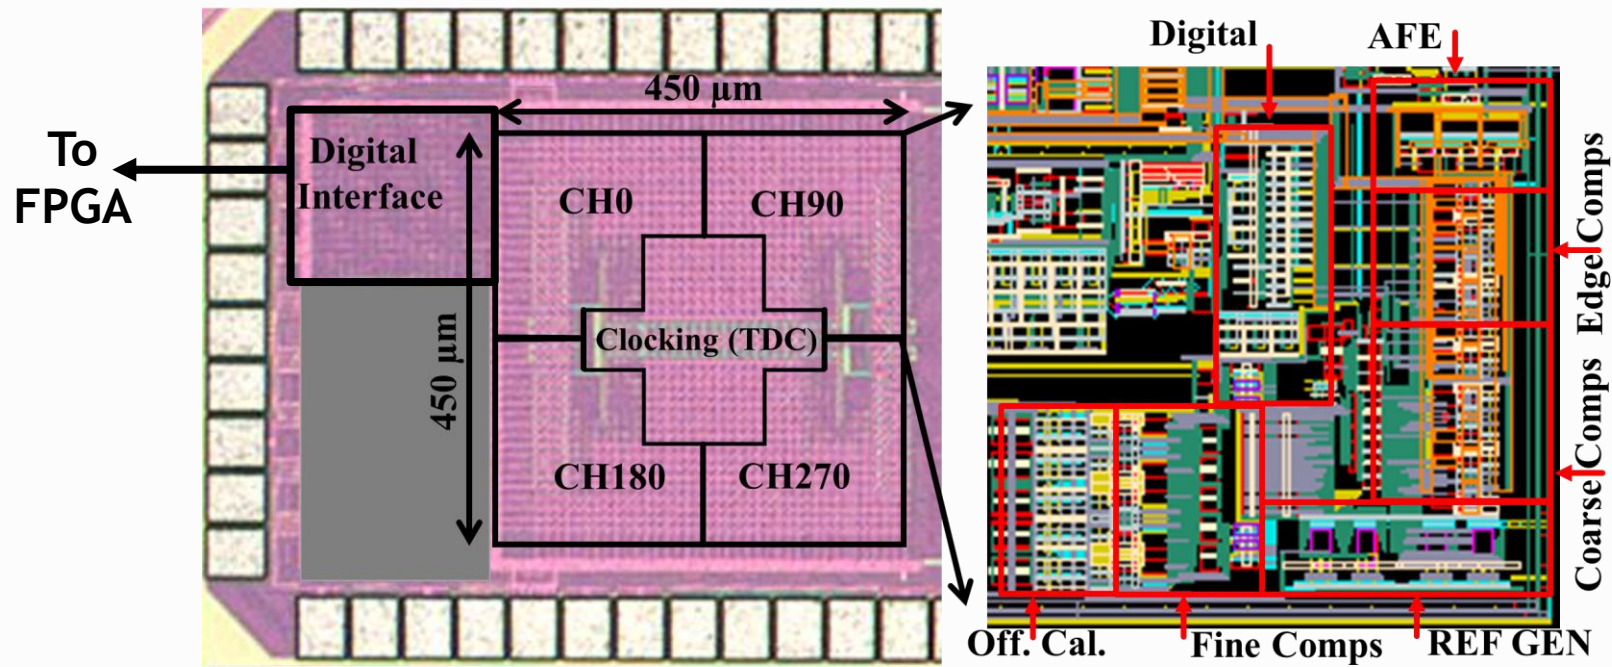 Digital
AFE
450 μm
To
FPGA
Digital
Interface
CH0
CH90
Edge Comps
Clocking (TDC)
450 μm
CH180
CH270
Coarse Comps
Off. Cal.
Fine Comps
REF GEN